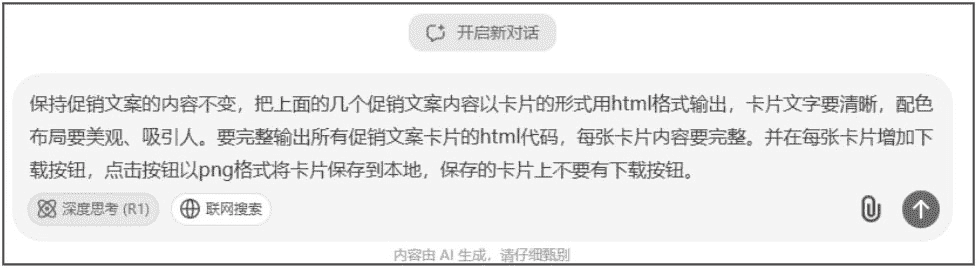 开启新对话
保持促销文案的内容不变，把上面的几个促销文案内容以卡片的形式用html格式输出，卡片文字要清晰，配色
布局要美观、吸引人。要完整输出所有促销文案卡片的html代码，每张卡片内容要完整。并在每张卡片增加下
载按钮，点击按钮以png格式将卡片保存到本地，保存的卡片上不要有下载按钮。
深度思考 (R1) 联网搜索
内容由 AI 生成，请仔细甄别